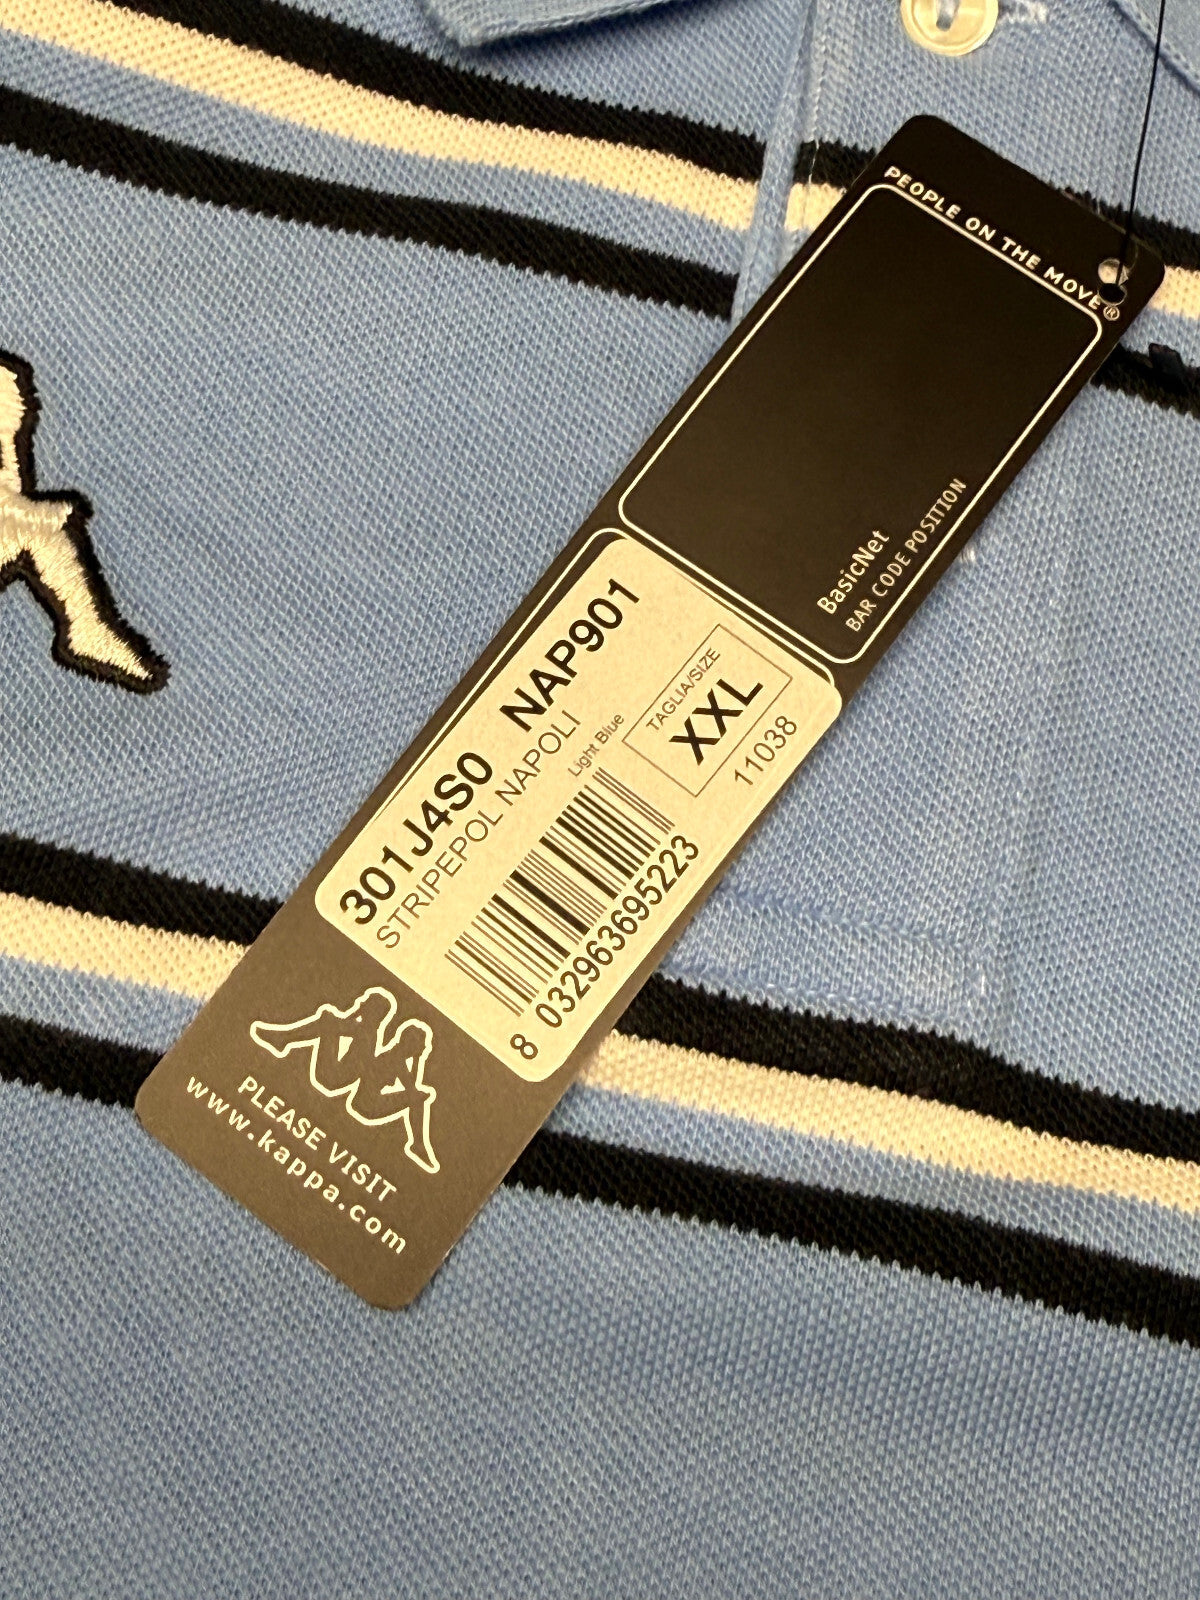 PEOPLE ON THE MOVE®
BasicNet
BAR CODE POSITION
301J4S0 NAP901
STRIPEPOL NAPOLI
Light Blue
TAGLIA/SIZE
XXL
11038
8 032963695223
PLEASE VISIT
www.kappa.com